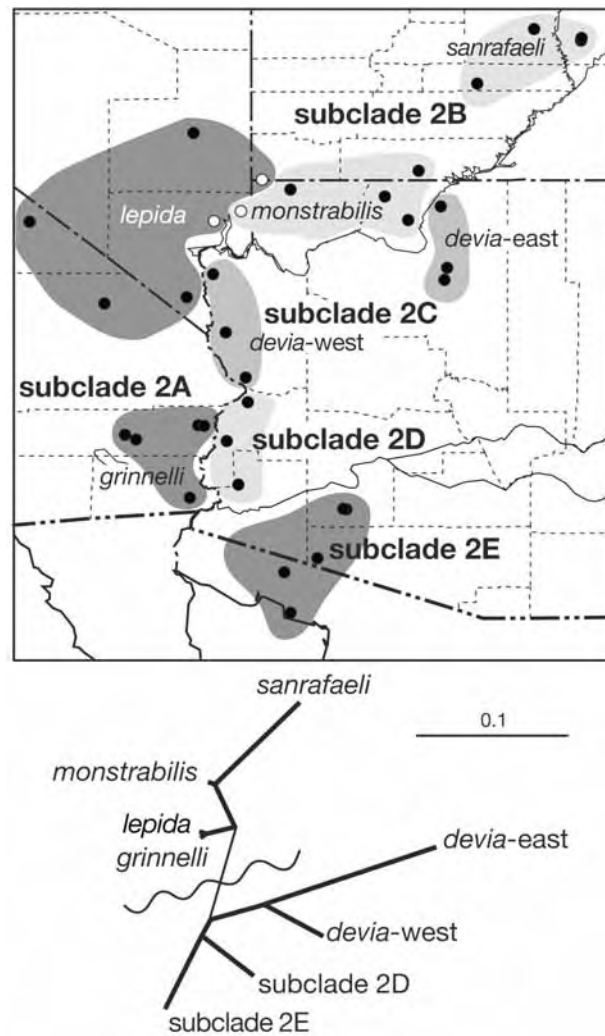 sanrafaeli
subclade 2B
lepida
monstrabilis
devia-east
subclade 2C
devia-west
subclade 2A
subclade 2D
grinnelli
subclade 2E
sanrafaeli
0.1
monstrabilis
lepida
grinnelli
devia-east
devia-west
subclade 2D
subclade 2E